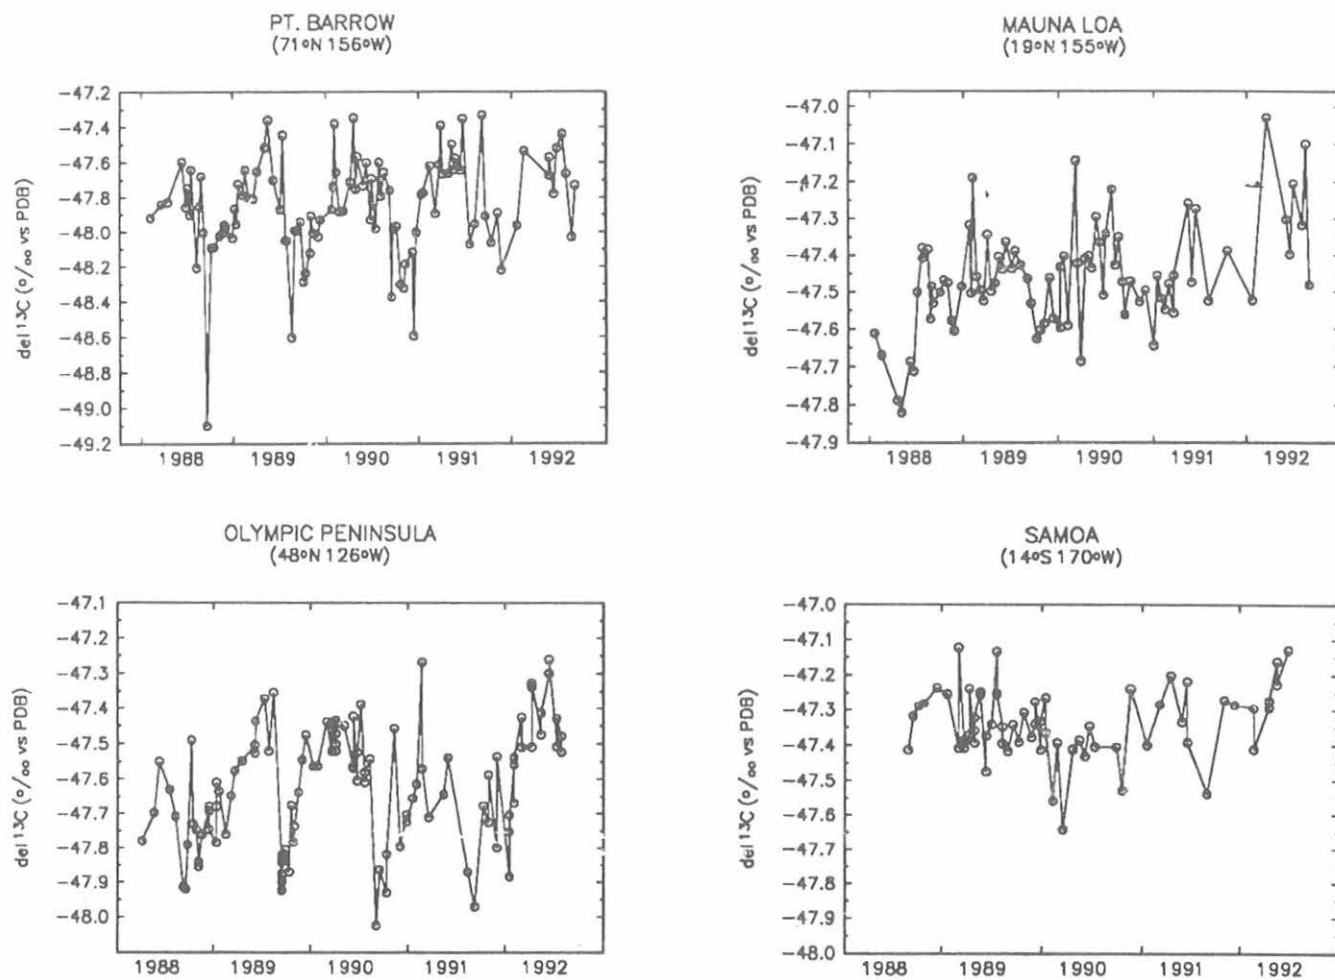 PT. BARROW
(71°N 156°W)
−47.2
−47.4
−47.6
−47.8
−48.0
−48.2
−48.4
−48.6
−48.8
−49.0
−49.2
del ¹³C (o/oo vs PDB)
1988 1989 1990 1991 1992
MAUNA LOA
(19°N 155°W)
−47.0
−47.1
−47.2
−47.3
−47.4
−47.5
−47.6
−47.7
−47.8
−47.9
del ¹³C (o/oo vs PDB)
1988 1989 1990 1991 1992
OLYMPIC PENINSULA
(48°N 126°W)
−47.1
−47.2
−47.3
−47.4
−47.5
−47.6
−47.7
−47.8
−47.9
−48.0
del ¹³C (o/oo vs PDB)
1988 1989 1990 1991 1992
SAMOA
(14°S 170°W)
−47.0
−47.1
−47.2
−47.3
−47.4
−47.5
−47.6
−47.7
−47.8
−47.9
−48.0
del ¹³C (o/oo vs PDB)
1988 1989 1990 1991 1992